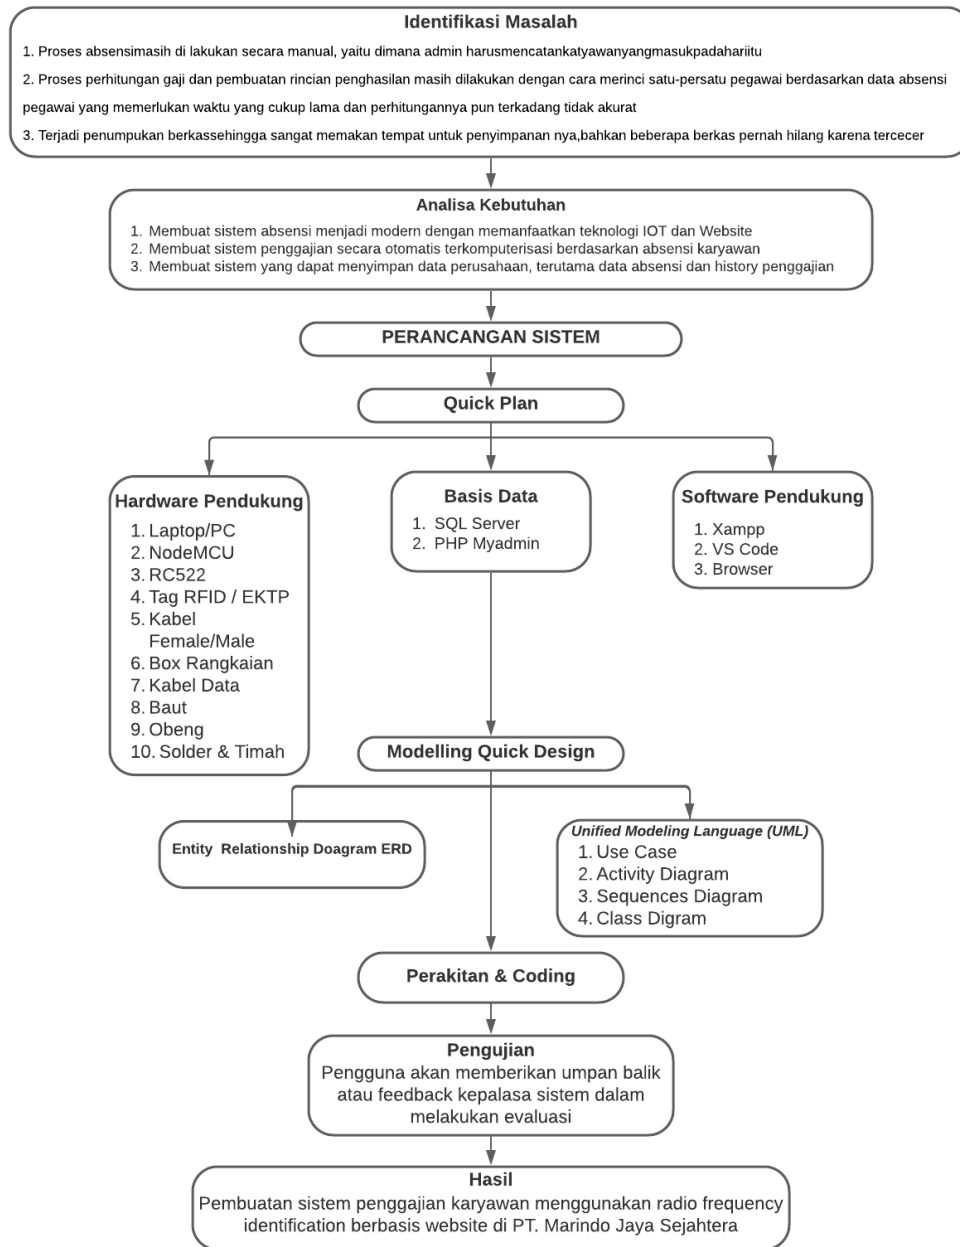 Identifikasi Masalah
1. Proses absensimasih di lakukan secara manual, yaitu dimana admin harusmencatankatyawanyangmasukpadahariitu
2. Proses perhitungan gaji dan pembuatan rincian penghasilan masih dilakukan dengan cara merinci satu-persatu pegawai berdasarkan data absensi
pegawai yang memerlukan waktu yang cukup lama dan perhitungannya pun terkadang tidak akurat
3. Terjadi penumpukan berkassehingga sangat memakan tempat untuk penyimpanan nya,bahkan beberapa berkas pernah hilang karena tercecer
Analisa Kebutuhan
1. Membuat sistem absensi menjadi modern dengan memanfaatkan teknologi IOT dan Website
2. Membuat sistem penggajian secara otomatis terkomputerisasi berdasarkan absensi karyawan
3. Membuat sistem yang dapat menyimpan data perusahaan, terutama data absensi dan history penggajian
PERANCANGAN SISTEM
Quick Plan
Hardware Pendukung
1. Laptop/PC
2. NodeMCU
3. RC522
4. Tag RFID / EKTP
5. Kabel
Female/Male
6. Box Rangkaian
7. Kabel Data
8. Baut
9. Obeng
10. Solder & Timah
Basis Data
1. SQL Server
2. PHP Myadmin
Software Pendukung
1. Xampp
2. VS Code
3. Browser
Modelling Quick Design
Entity Relationship Doagram ERD
Unified Modeling Language (UML)
1. Use Case
2. Activity Diagram
3. Sequences Diagram
4. Class Digram
Perakitan & Coding
Pengujian
Pengguna akan memberikan umpan balik
atau feedback kepalasa sistem dalam
melakukan evaluasi
Hasil
Pembuatan sistem penggajian karyawan menggunakan radio frequency
identification berbasis website di PT. Marindo Jaya Sejahtera